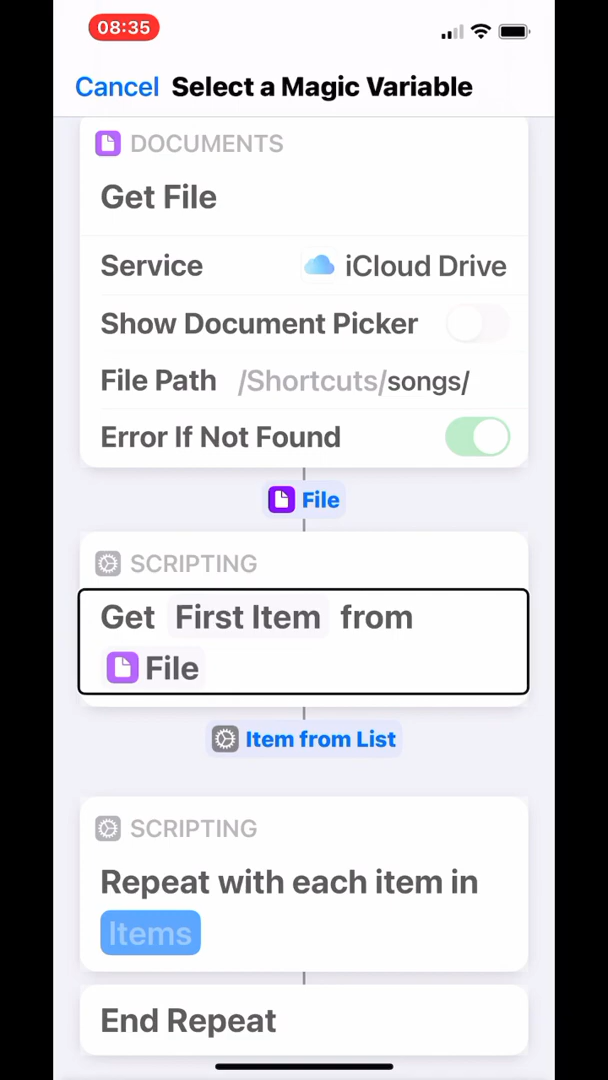 08:35
Cancel Select a Magic Variable
DOCUMENTS
Get File
Service iCloud Drive
Show Document Picker
File Path /Shortcuts/songs/
Error If Not Found
File
SCRIPTING
Get First Item from
File
Item from List
SCRIPTING
Repeat with each item in
Items
End Repeat